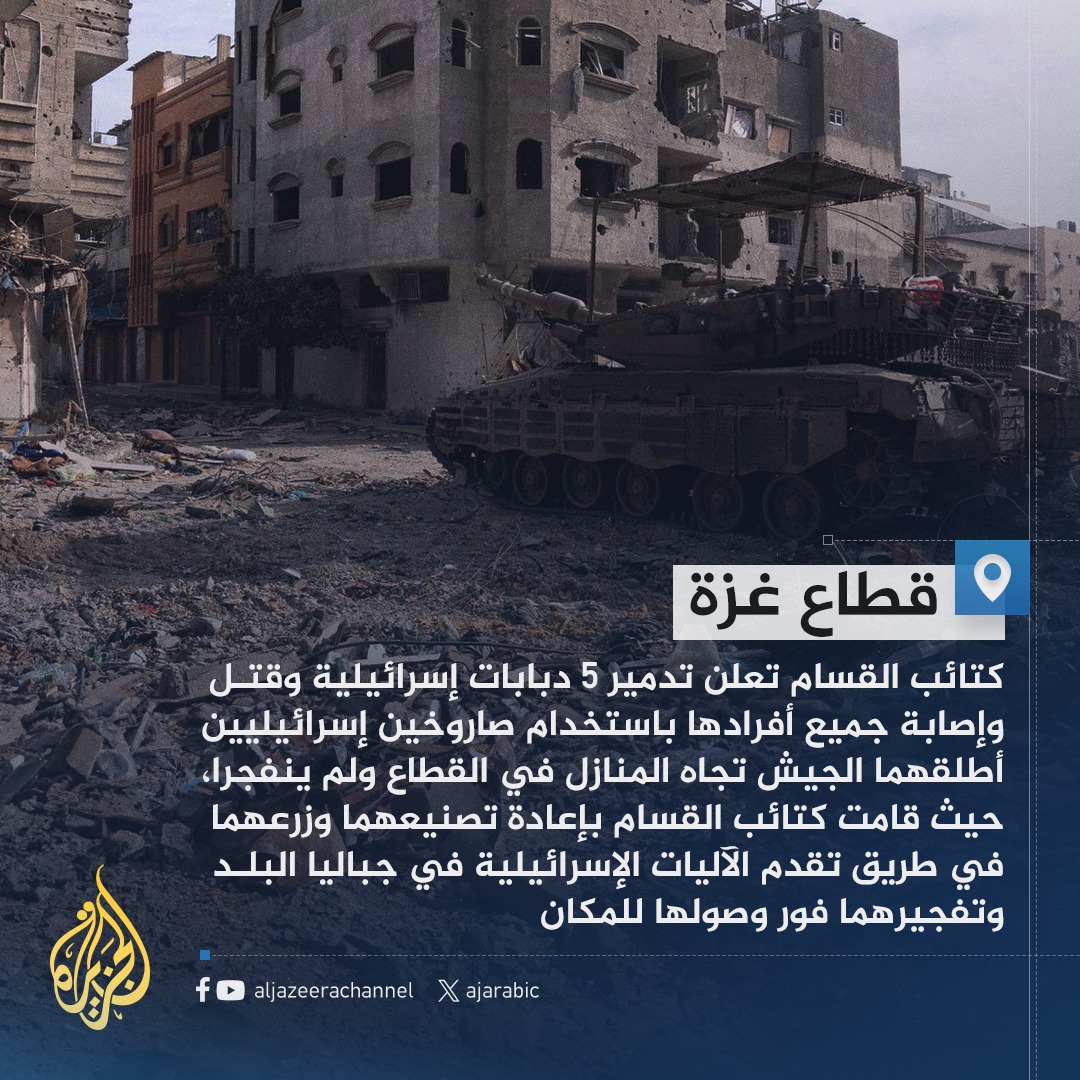 قطاع غزة
كتائب القسام تعلن تدمير 5 دبابات إسرائيلية وقتـل
وإصابة جميع أفرادها باستخدام صاروخين إسرائيليين
أطلقهما الجيش تجاه المنازل في القطاع ولم ينفجرا،
حيث قامت كتائب القسام بإعادة تصنيعهما وزرعهما
في طريق تقدم الآليات الإسرائيلية في جباليا البلـد
وتفجيرهما فور وصولها للمكان
الجزيرة
aljazeerachannel ajarabic